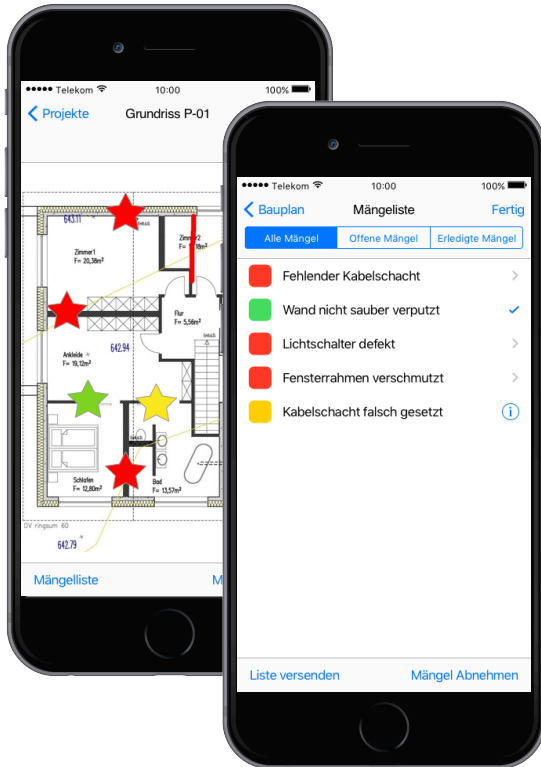 Telekom 10:00 100%
Projekte Grundriss P-01
643.11
Zimmer1
F= 20,38m²
Flur
F= 5,56m²
642.94
Ankleide
F= 19,12m²
Schlafen
F= 12,80m²
Bad
F= 13,57m²
DV ringsum 60
642.79
Mängelliste
Telekom 10:00 100%
Bauplan Mängeliste Fertig
Alle Mängel Offene Mängel Erledigte Mängel
Fehlender Kabelschacht
Wand nicht sauber verputzt
Lichtschalter defekt
Fensterrahmen verschmutzt
Kabelschacht falsch gesetzt
Liste versenden Mängel Abnehmen